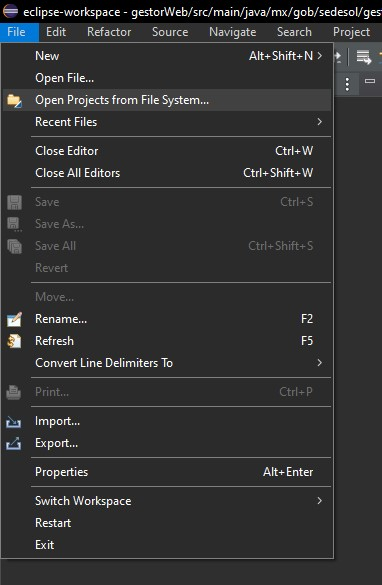 eclipse-workspace - gestorWeb/src/main/java/mx/gob/sedesol/ges
File Edit Refactor Source Navigate Search Project
New Alt+Shift+N >
Open File...
Open Projects from File System...
Recent Files >
Close Editor Ctrl+W
Close All Editors Ctrl+Shift+W
Save Ctrl+S
Save As...
Save All Ctrl+Shift+S
Revert
Move...
Rename... F2
Refresh F5
Convert Line Delimiters To >
Print... Ctrl+P
Import...
Export...
Properties Alt+Enter
Switch Workspace >
Restart
Exit